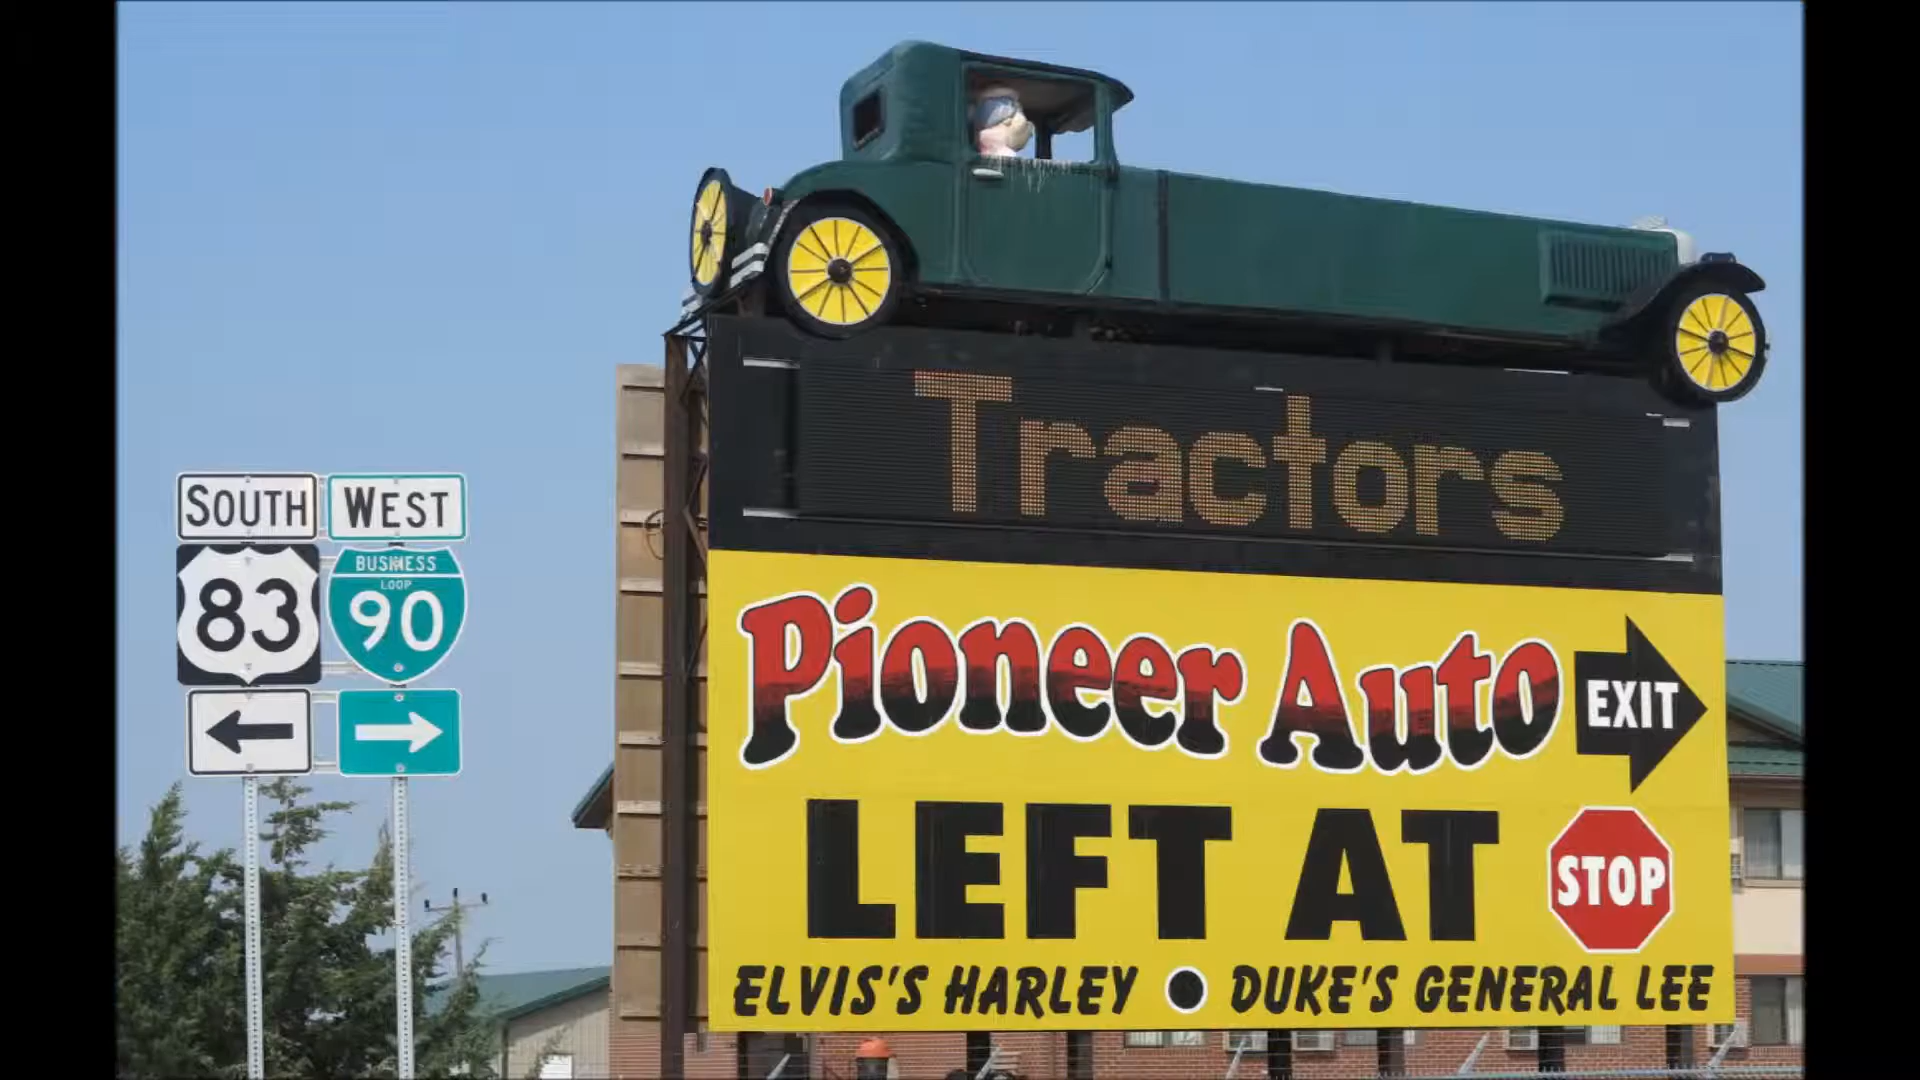 SOUTH
WEST
83
BUSINESS
LOOP
90
Tractors
Pioneer Auto
EXIT
LEFT AT
STOP
ELVIS'S HARLEY • DUKE'S GENERAL LEE